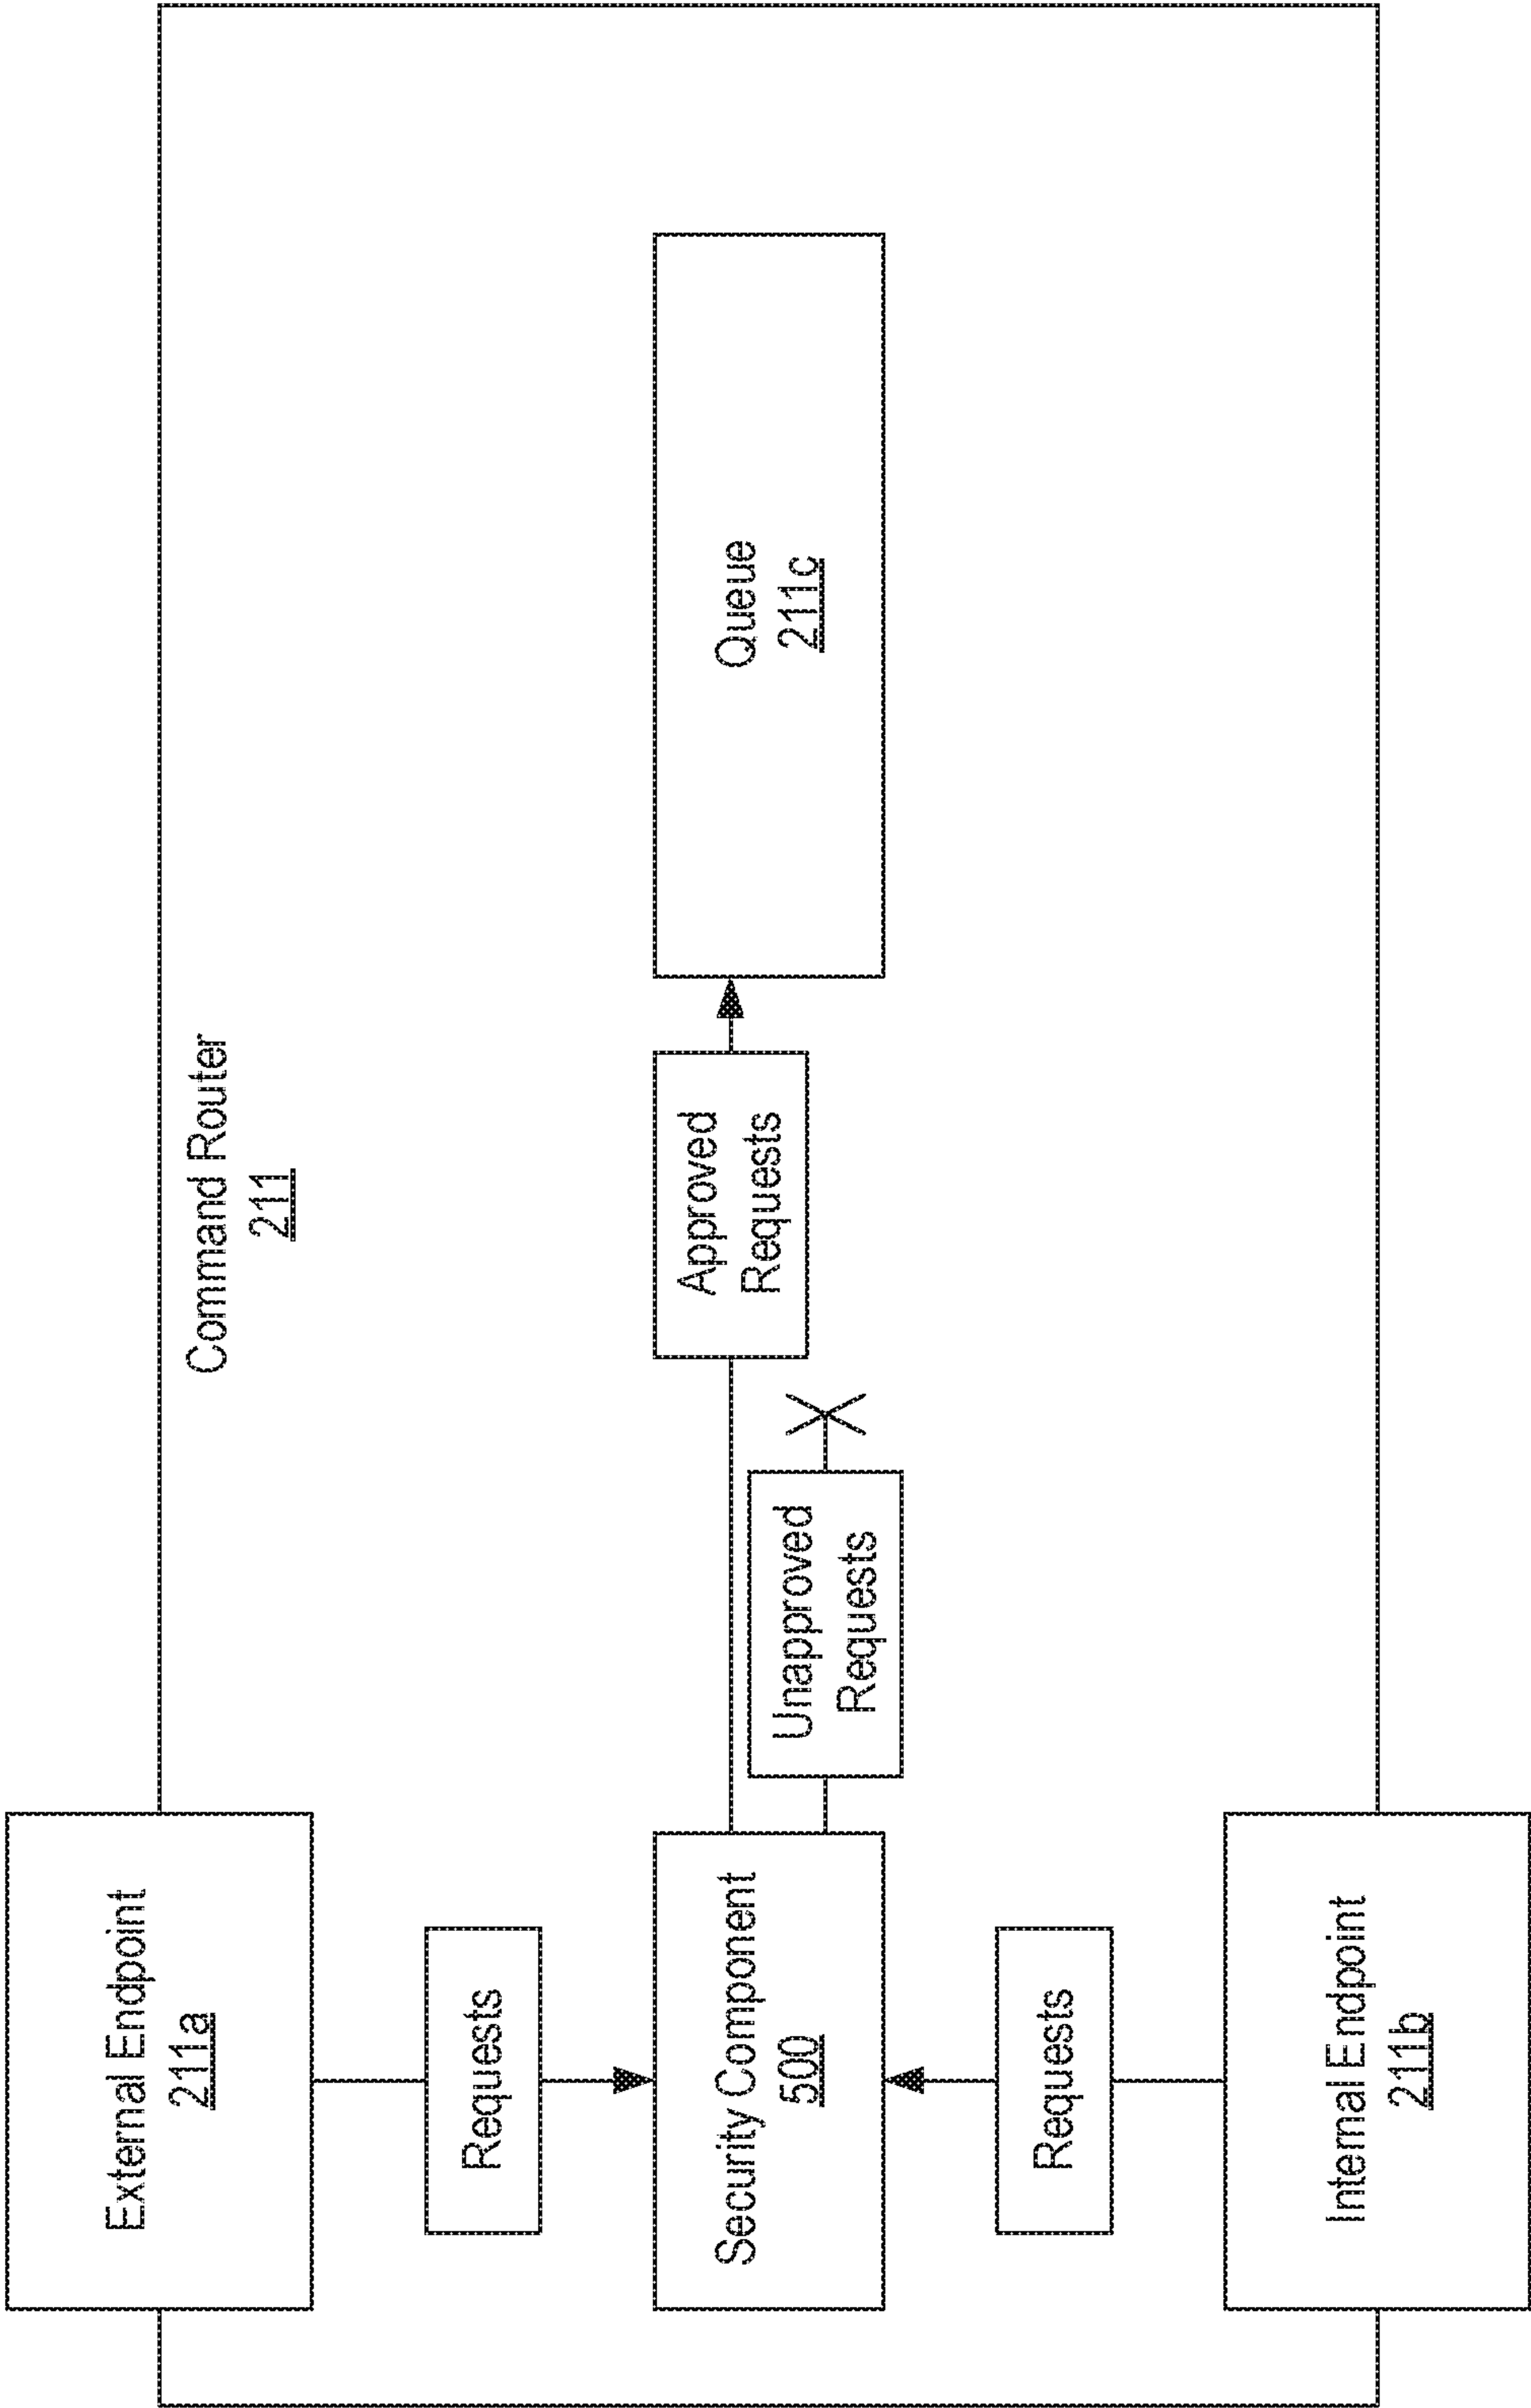 Command Router
211
External Endpoint
211a
Requests
Security Component
500
Approved
Requests
Unapproved
Requests
Queue
211c
Requests
Internal Endpoint
211b